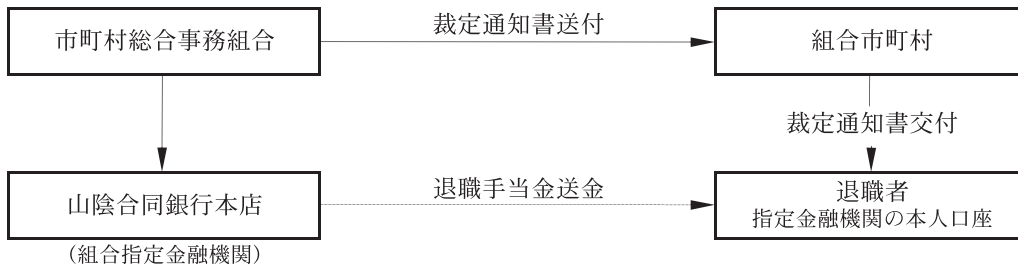 市町村総合事務組合
裁定通知書送付
組合市町村
裁定通知書交付
山陰合同銀行本店
(組合指定金融機関)
退職手当金送金
退職者
指定金融機関の本人口座